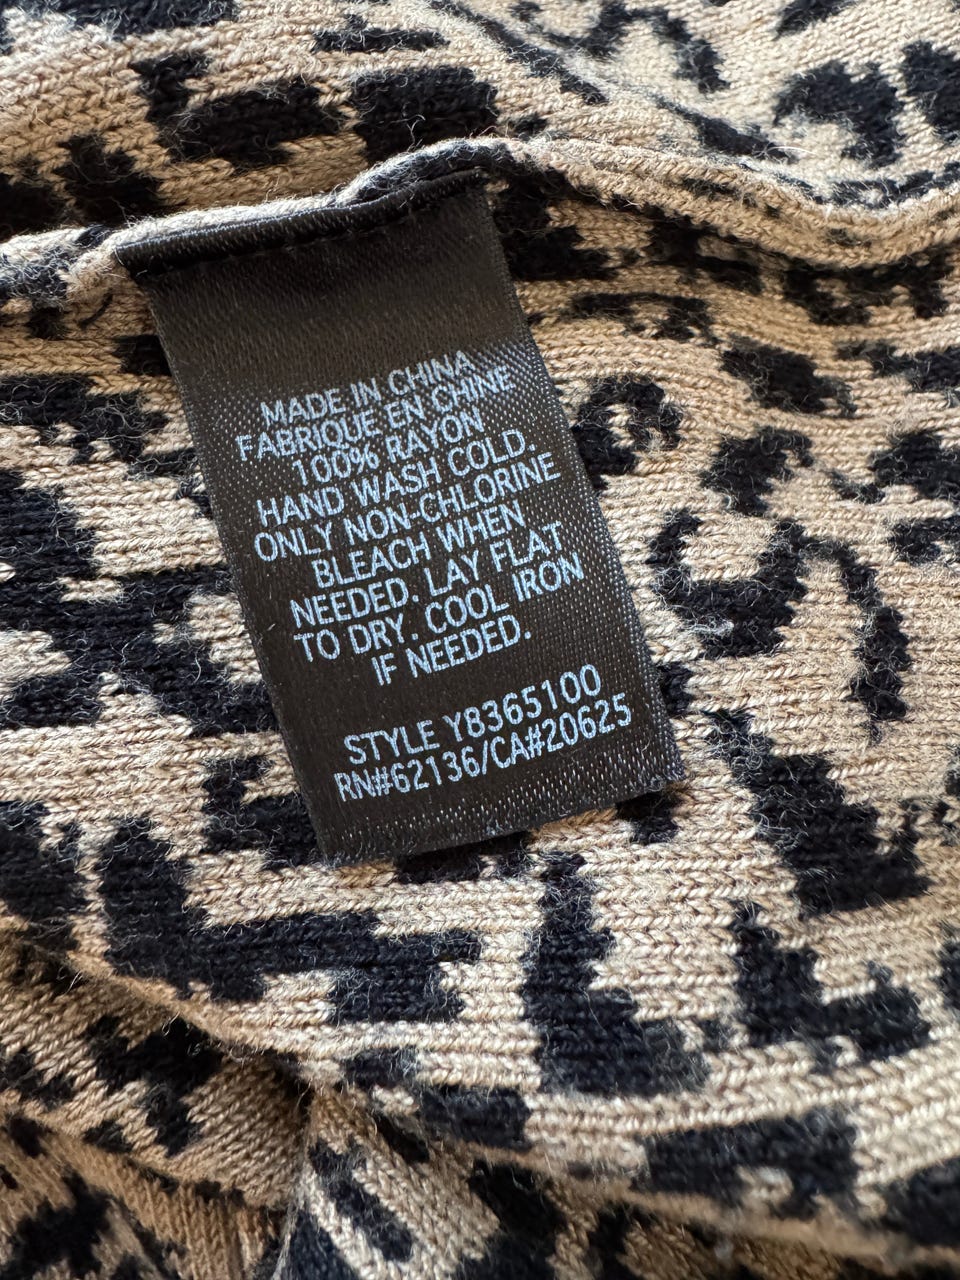 MADE IN CHINA
FABRIQUE EN CHINE
100% RAYON
HAND WASH COLD.
ONLY NON-CHLORINE
BLEACH WHEN
NEEDED. LAY FLAT
TO DRY. COOL IRON
IF NEEDED.
STYLE Y8365100
RN#62136/CA#20625